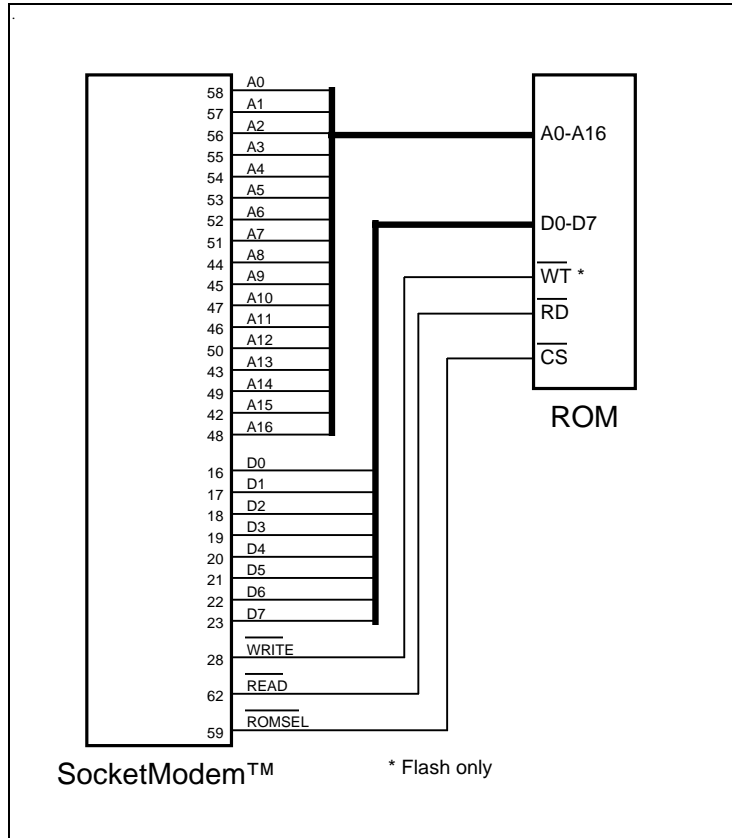 .
58 A0
57 A1
56 A2
55 A3
54 A4
53 A5
52 A6
51 A7
44 A8
45 A9
47 A10
46 A11
50 A12
43 A13
49 A14
42 A15
48 A16
16 D0
17 D1
18 D2
19 D3
20 D4
21 D5
22 D6
23 D7
28 WRITE
62 READ
59 ROMSEL
SocketModem™
A0-A16
D0-D7
WT *
RD
CS
ROM
* Flash only